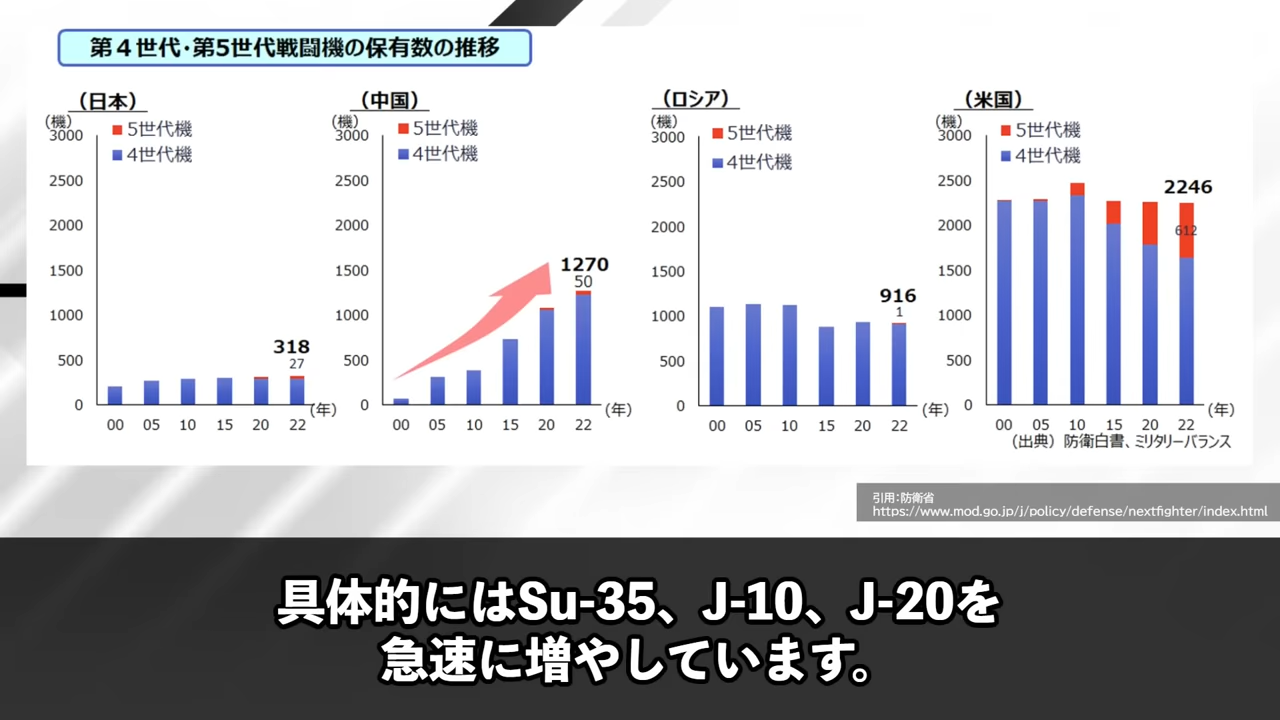 第４世代・第5世代戦闘機の保有数の推移
（日本）
（機）
5世代機
4世代機
3000
2500
2000
1500
1000
500
0
318
27
00 05 10 15 20 22
（年）
（中国）
（機）
5世代機
4世代機
3000
2500
2000
1500
1000
500
0
1270
50
00 05 10 15 20 22
（年）
（ロシア）
（機）
5世代機
4世代機
3000
2500
2000
1500
1000
500
0
916
1
00 05 10 15 20 22
（年）
（米国）
（機）
5世代機
4世代機
3000
2500
2000
1500
1000
500
0
2246
612
00 05 10 15 20 22
（年）
（出典）防衛白書、ミリタリーバランス
引用：防衛省
https://www.mod.go.jp/j/policy/defense/nextfighter/index.html
具体的にはSu-35、J-10、J-20を
急速に増やしています。